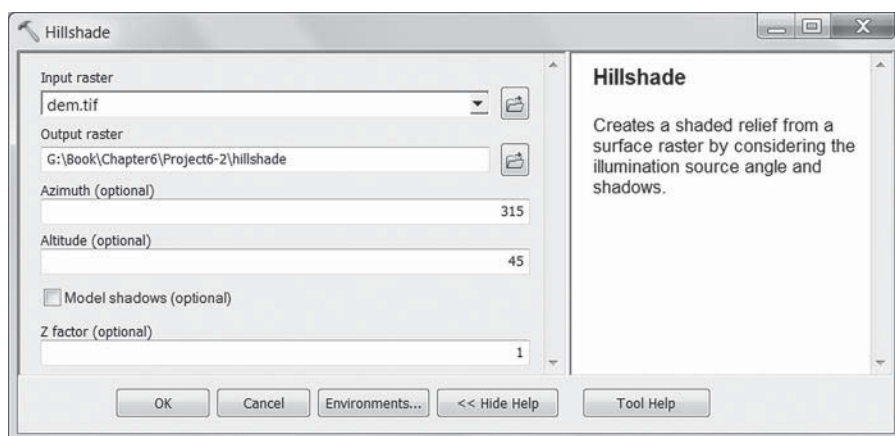 Hillshade
Input raster
dem.tif
Output raster
G:\Book\Chapter6\Project6-2\hillshade
Azimuth (optional)
315
Altitude (optional)
45
Model shadows (optional)
Z factor (optional)
1
Hillshade
Creates a shaded relief from a
surface raster by considering the
illumination source angle and
shadows.
OK
Cancel
Environments...
<< Hide Help
Tool Help